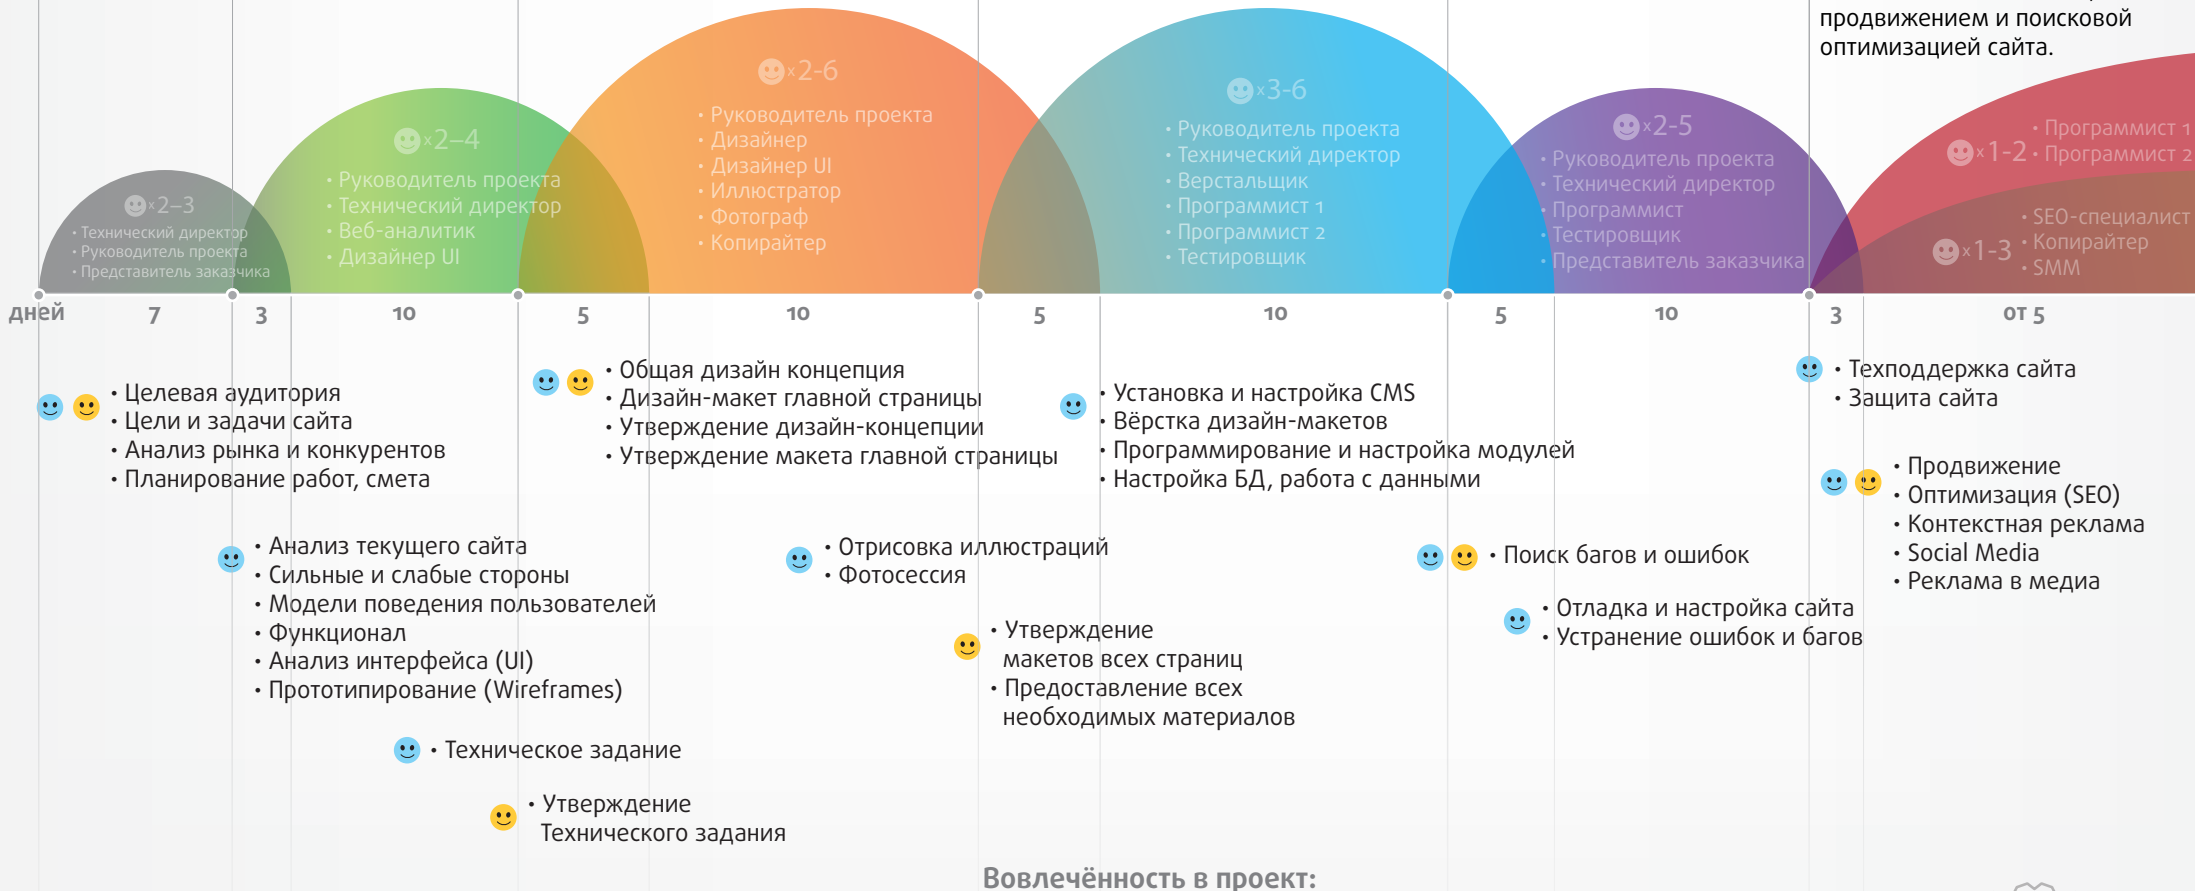 продвижением и поисковой
оптимизацией сайта.
x2–3
• Технический директор
• Руководитель проекта
• Представитель заказчика
x2–4
• Руководитель проекта
• Технический директор
• Веб-аналитик
• Дизайнер UI
x2-6
• Руководитель проекта
• Дизайнер
• Дизайнер UI
• Иллюстратор
• Фотограф
• Копирайтер
x3-6
• Руководитель проекта
• Технический директор
• Верстальщик
• Программист 1
• Программист 2
• Тестировщик
x2-5
• Руководитель проекта
• Технический директор
• Программист
• Тестировщик
• Представитель заказчика
x1-2
• Программист 1
• Программист 2
x1-3
• SEO-специалист
• Копирайтер
• SMM
дней 7 3 10 5 10 5 10 5 10 3 от 5
• Целевая аудитория
• Цели и задачи сайта
• Анализ рынка и конкурентов
• Планирование работ, смета
• Анализ текущего сайта
• Сильные и слабые стороны
• Модели поведения пользователей
• Функционал
• Анализ интерфейса (UI)
• Прототипирование (Wireframes)
• Техническое задание
• Утверждение
Технического задания
• Общая дизайн концепция
• Дизайн-макет главной страницы
• Утверждение дизайн-концепции
• Утверждение макета главной страницы
• Отрисовка иллюстраций
• Фотосессия
• Утверждение
макетов всех страниц
• Предоставление всех
необходимых материалов
• Установка и настройка CMS
• Вёрстка дизайн-макетов
• Программирование и настройка модулей
• Настройка БД, работа с данными
• Поиск багов и ошибок
• Отладка и настройка сайта
• Устранение ошибок и багов
• Техподдержка сайта
• Защита сайта
• Продвижение
• Оптимизация (SEO)
• Контекстная реклама
• Social Media
• Реклама в медиа
Вовлечённость в проект: